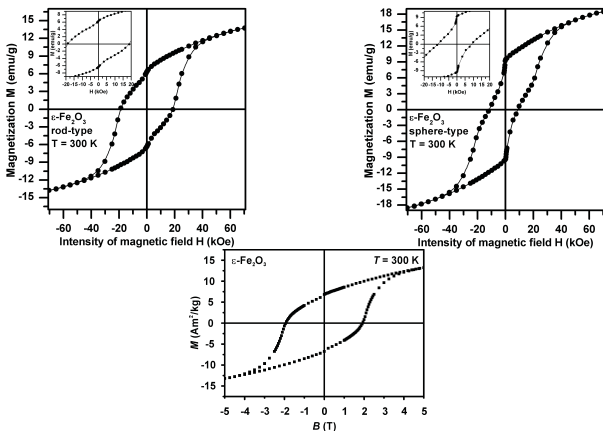 Magnetization M (emu/g)
15
12
9
6
3
0
-3
-6
-9
-12
-15
M (emu/g)
H (kOe)
ε-Fe₂O₃
rod-type
T = 300 K
-60 -40 -20 0 20 40 60
Intensity of magnetic field H (kOe)
Magnetization M (emu/g)
18
15
12
9
6
3
0
-3
-6
-9
-12
-15
-18
M (emu/g)
H (kOe)
ε-Fe₂O₃
sphere-type
T = 300 K
-60 -40 -20 0 20 40 60
Intensity of magnetic field H (kOe)
M (Am²/kg)
15
10
5
0
-5
-10
-15
ε-Fe₂O₃ T = 300 K
-5 -4 -3 -2 -1 0 1 2 3 4 5
B (T)